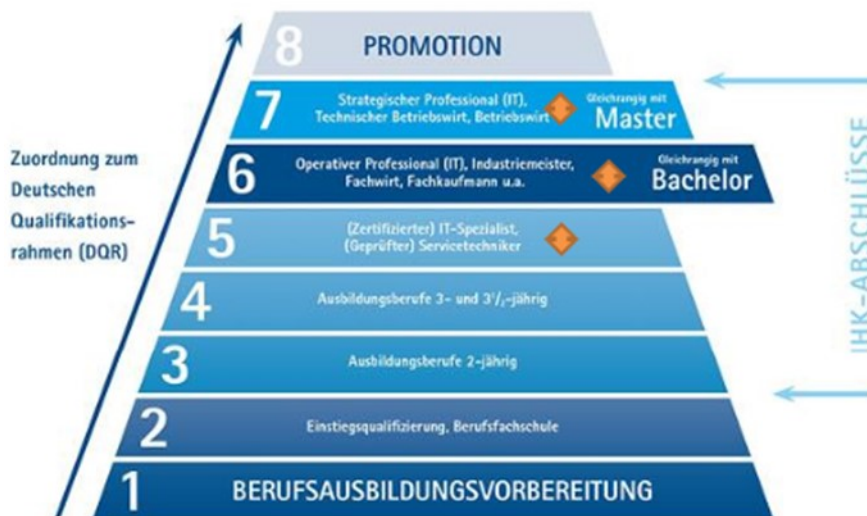 8 PROMOTION
7 Strategischer Professional (IT),
Technischer Betriebswirt, Betriebswirt
Gleichrangig mit
Master
6 Operativer Professional (IT), Industriemeister,
Fachwirt, Fachkaufmann u.a.
Gleichrangig mit
Bachelor
5 (Zertifizierter) IT-Spezialist,
(Geprüfter) Servicetechniker
4 Ausbildungsberufe 3- und 3½-jährig
3 Ausbildungsberufe 2-jährig
2 Einstiegsqualifizierung, Berufsfachschule
1 BERUFSAUSBILDUNGSVORBEREITUNG
Zuordnung zum
Deutschen
Qualifikations-
rahmen (DQR)
IHK-ABSCHLÜSSE